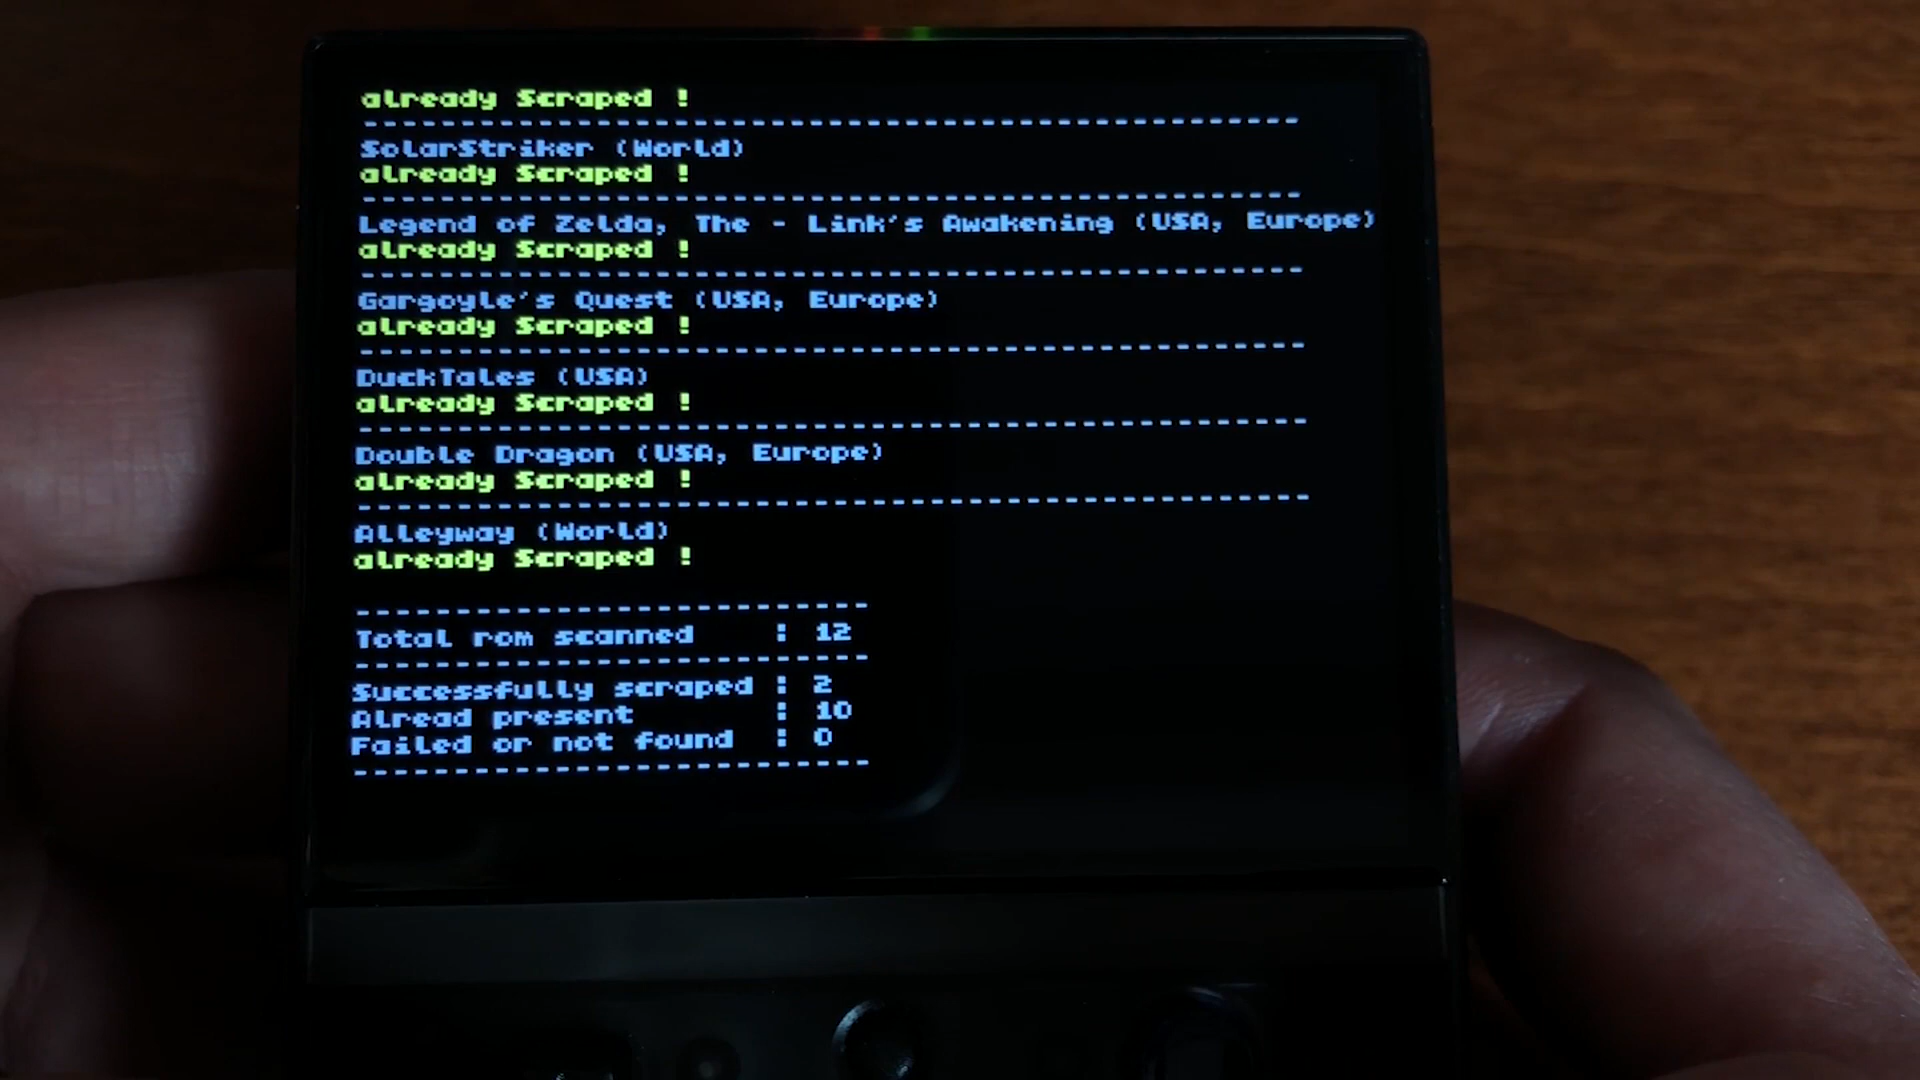 already Scraped !
--------------------------------------------------
SolarStriker (World)
already Scraped !
--------------------------------------------------
Legend of Zelda, The - Link's Awakening (USA, Europe)
already Scraped !
--------------------------------------------------
Gargoyle's Quest (USA, Europe)
already Scraped !
--------------------------------------------------
DuckTales (USA)
already Scraped !
--------------------------------------------------
Double Dragon (USA, Europe)
already Scraped !
--------------------------------------------------
Alleyway (World)
already Scraped !
--------------------------
Total rom scanned : 12
--------------------------
Successfully scraped : 2
Alread present : 10
Failed or not found : 0
--------------------------